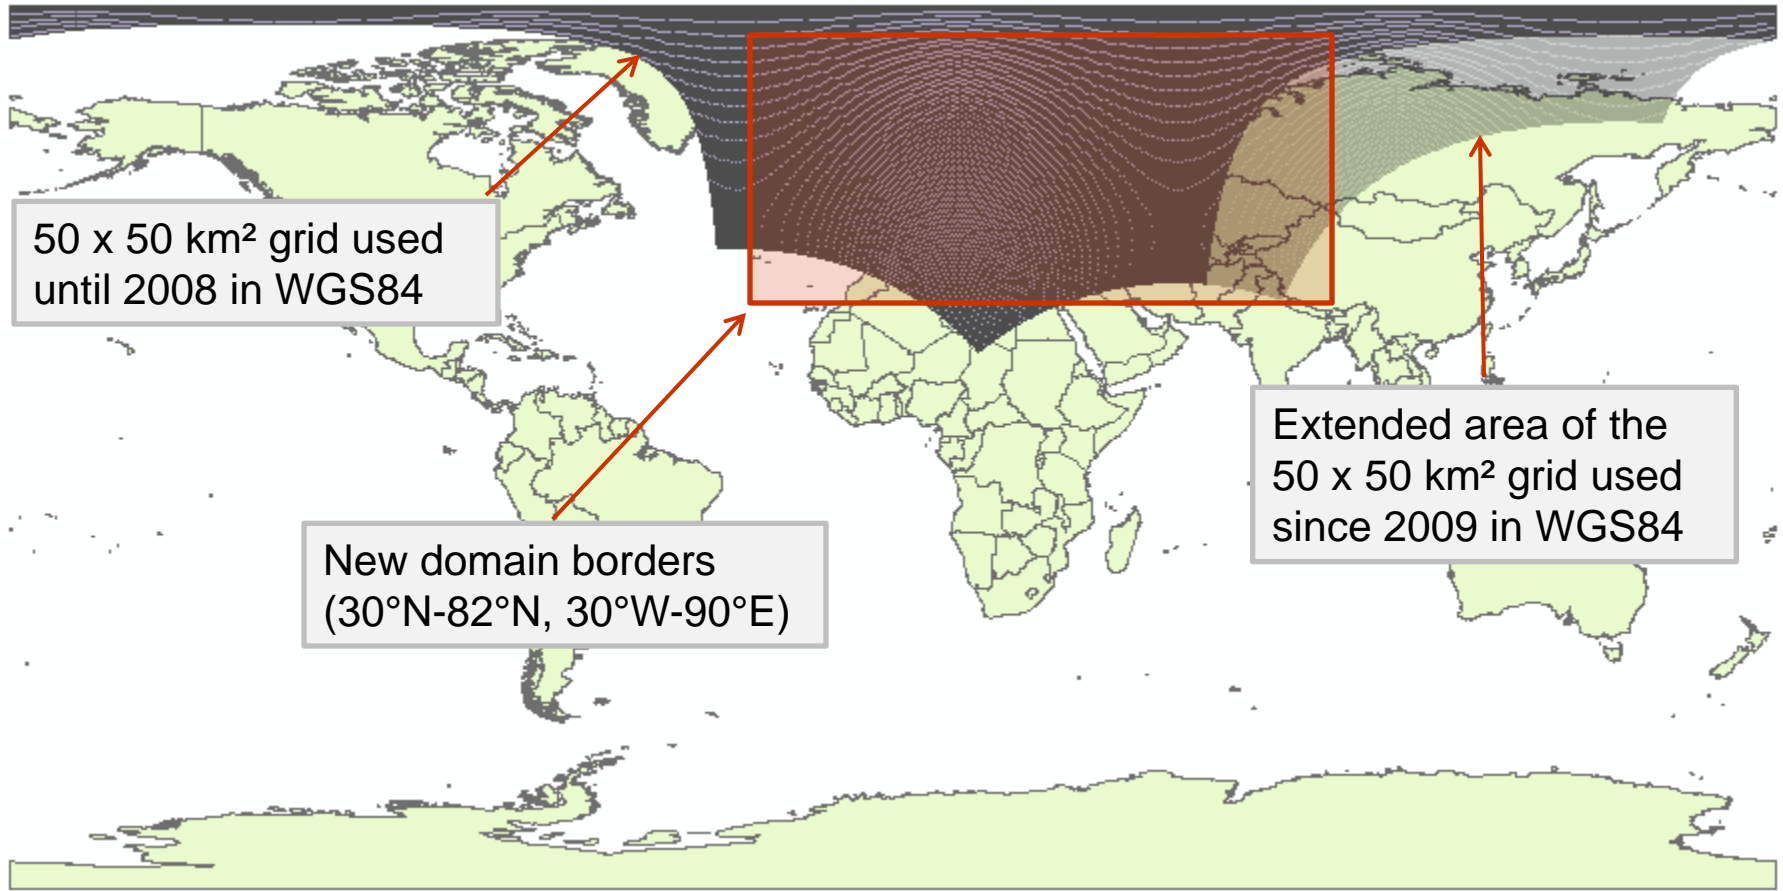 50 x 50 km² grid used
until 2008 in WGS84
New domain borders
(30°N-82°N, 30°W-90°E)
Extended area of the
50 x 50 km² grid used
since 2009 in WGS84